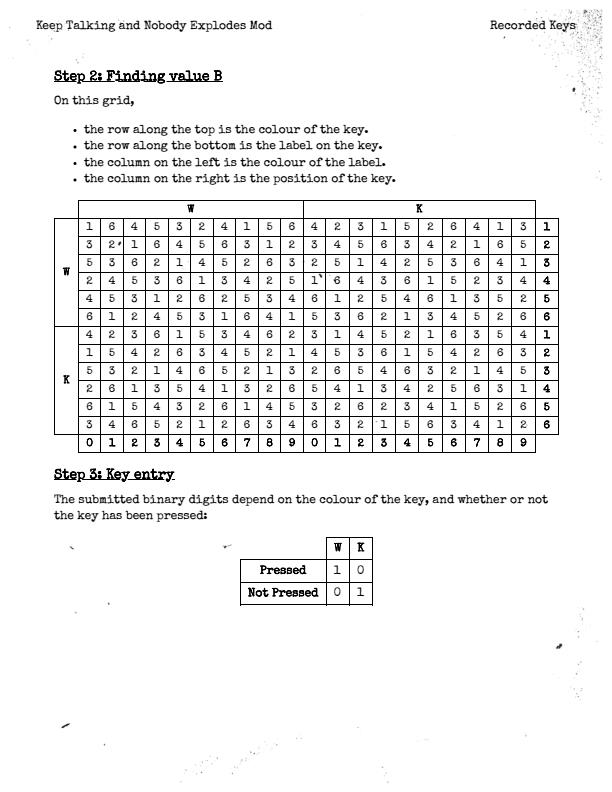 Keep Talking and Nobody Explodes Mod Recorded Keys
Step 2: Finding value B
On this grid,
• the row along the top is the colour of the key.
• the row along the bottom is the label on the key.
• the column on the left is the colour of the label.
• the column on the right is the position of the key.
W K
1 6 4 5 3 2 4 1 5 6 4 2 3 1 5 2 6 4 1 3 1
3 2 1 6 4 5 6 3 1 2 3 4 5 6 3 4 2 1 6 5 2
5 3 6 2 1 4 5 2 6 3 2 5 1 4 2 5 3 6 4 1 3
W
2 4 5 3 6 1 3 4 2 5 1 6 4 3 6 1 5 2 3 4 4
4 5 3 1 2 6 2 5 3 4 6 1 2 5 4 6 1 3 5 2 5
6 1 2 4 5 3 1 6 4 1 5 3 6 2 1 3 4 5 2 6 6
4 2 3 6 1 5 3 4 6 2 3 1 4 5 2 1 6 3 5 4 1
1 5 4 2 6 3 4 5 2 1 4 5 3 6 1 5 4 2 6 3 2
5 3 2 1 4 6 5 2 1 3 2 6 5 4 6 3 2 1 4 5 3
K
2 6 1 3 5 4 1 3 2 6 5 4 1 3 4 2 5 6 3 1 4
6 1 5 4 3 2 6 1 4 5 3 2 6 2 3 4 1 5 2 6 5
3 4 6 5 2 1 2 6 3 4 6 3 2 1 5 6 3 4 1 2 6
0 1 2 3 4 5 6 7 8 9 0 1 2 3 4 5 6 7 8 9
Step 3: Key entry
The submitted binary digits depend on the colour of the key, and whether or not
the key has been pressed:
W K
Pressed 1 0
Not Pressed 0 1